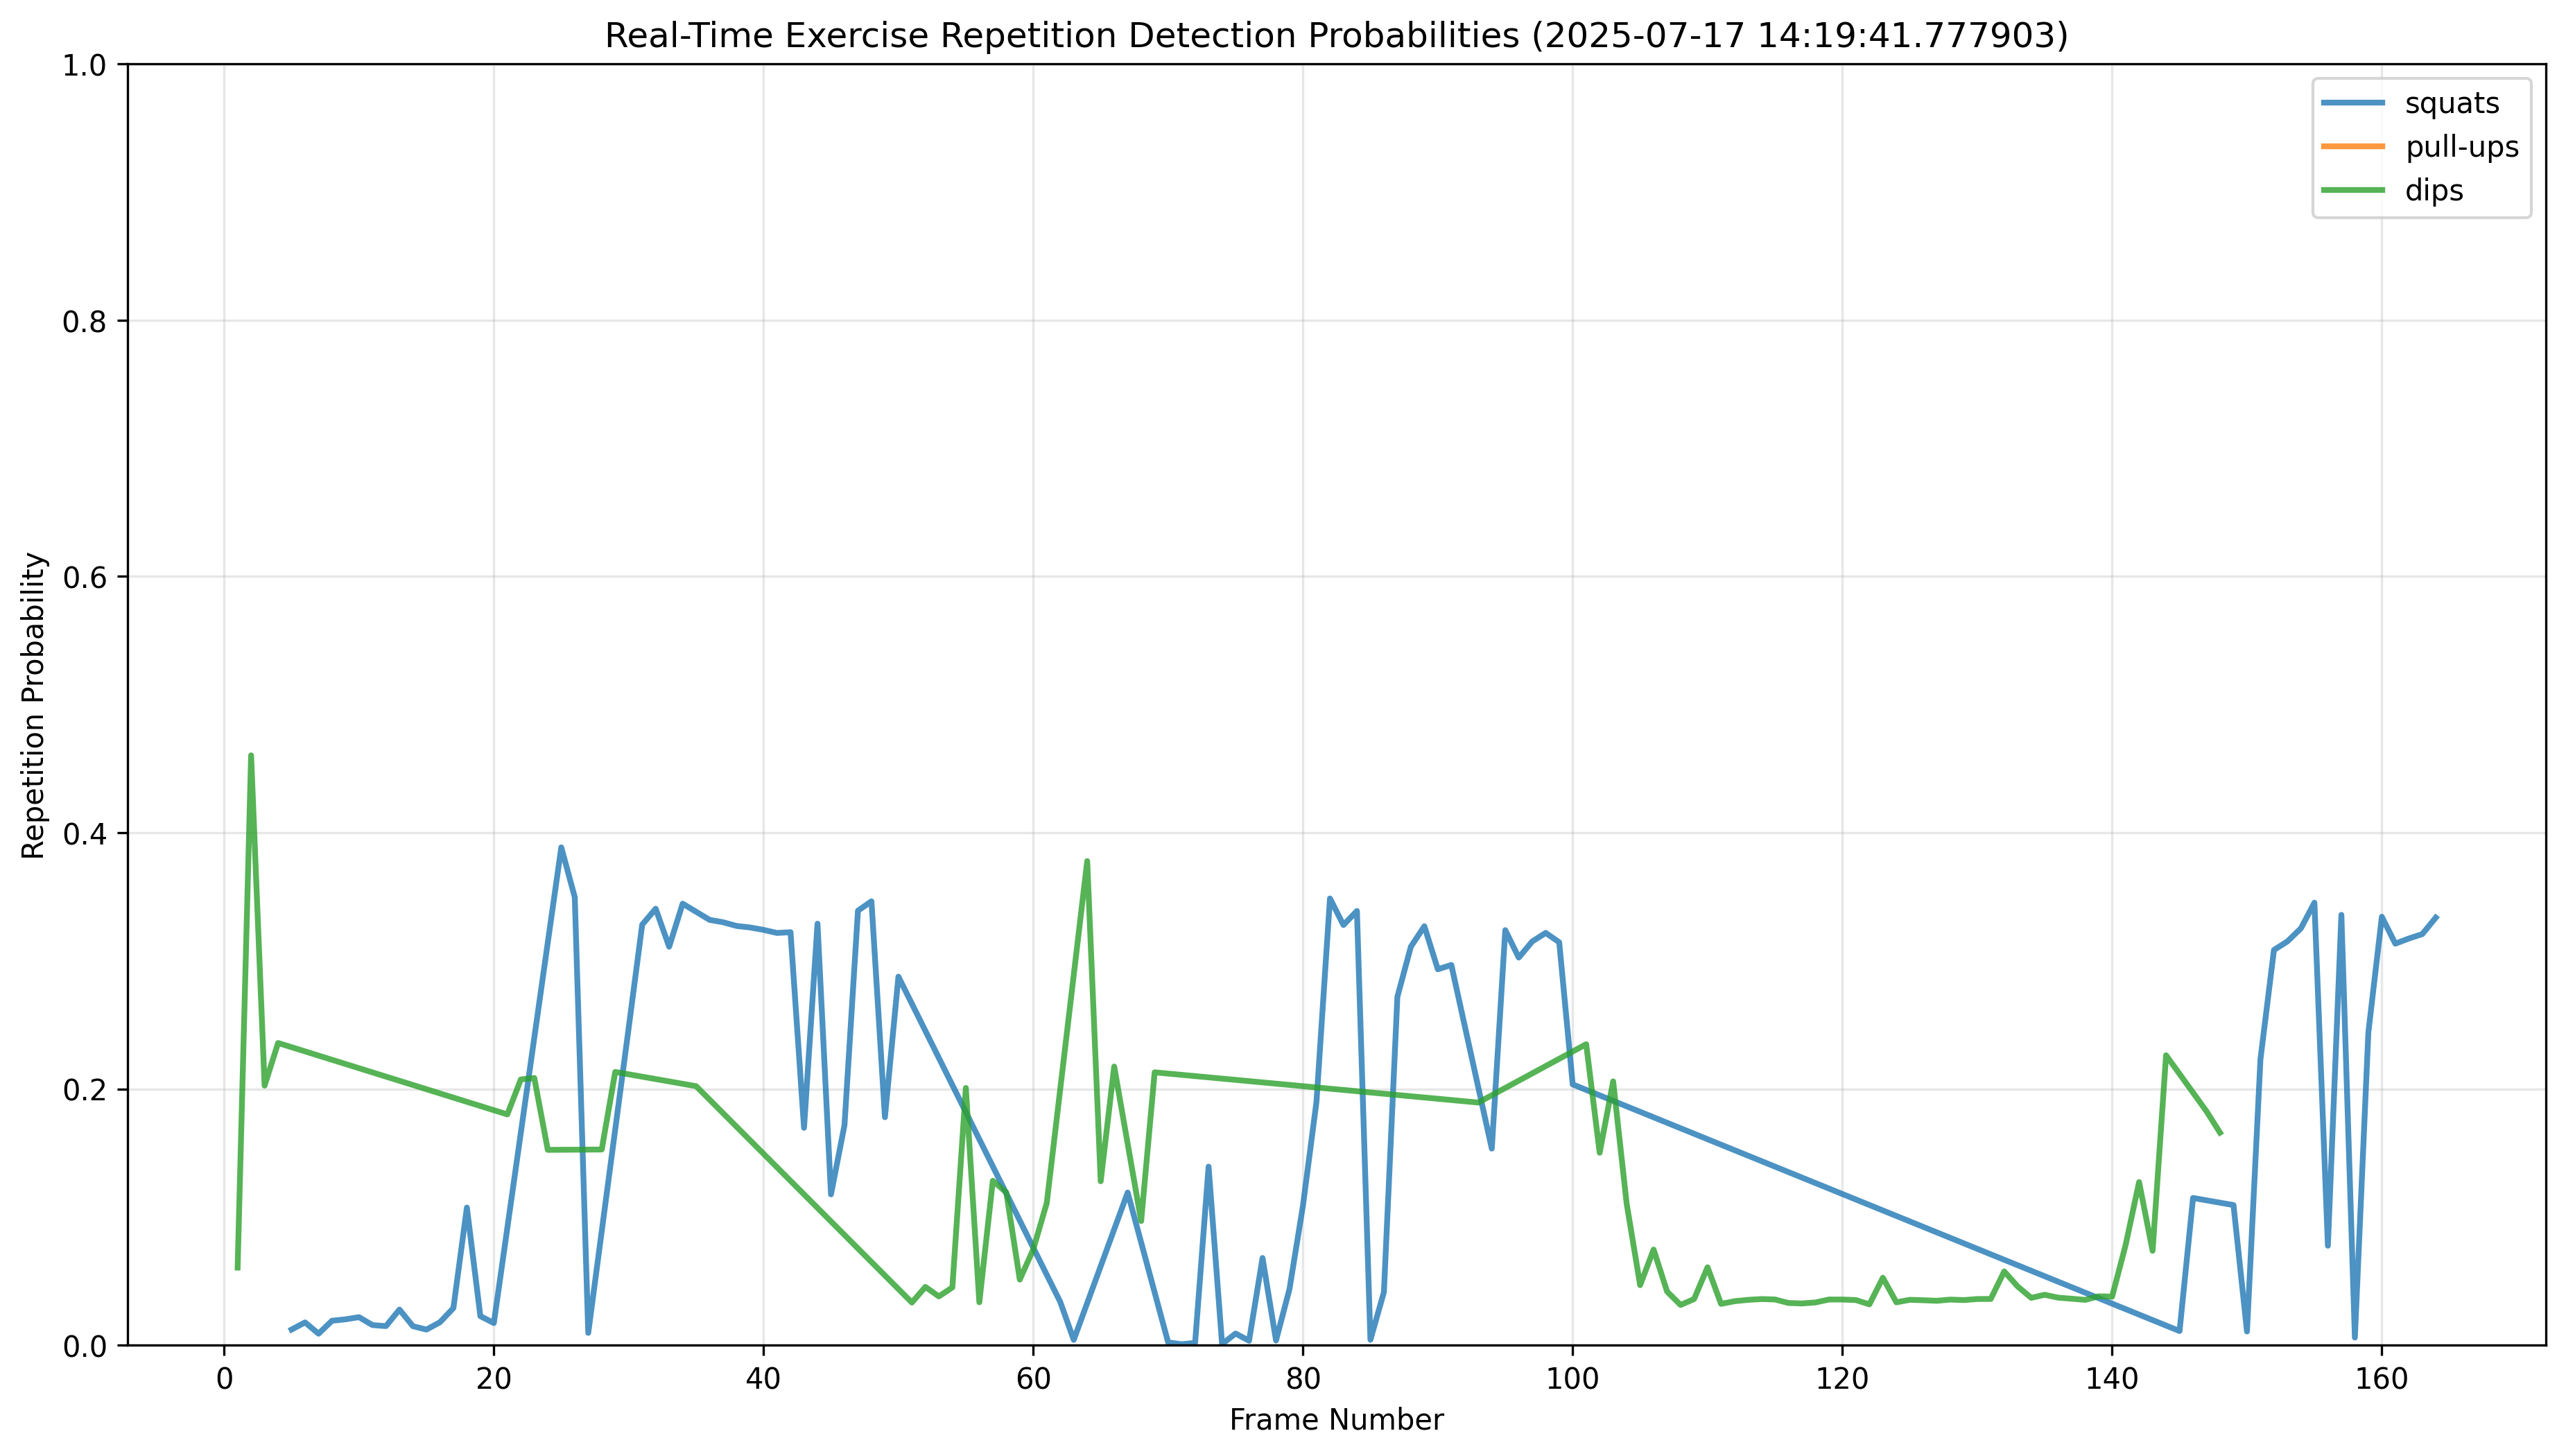 Real-Time Exercise Repetition Detection Probabilities (2025-07-17 14:19:41.777903)
squats
pull-ups
dips
Repetition Probability
1.0
0.8
0.6
0.4
0.2
0.0
0 20 40 60 80 100 120 140 160
Frame Number